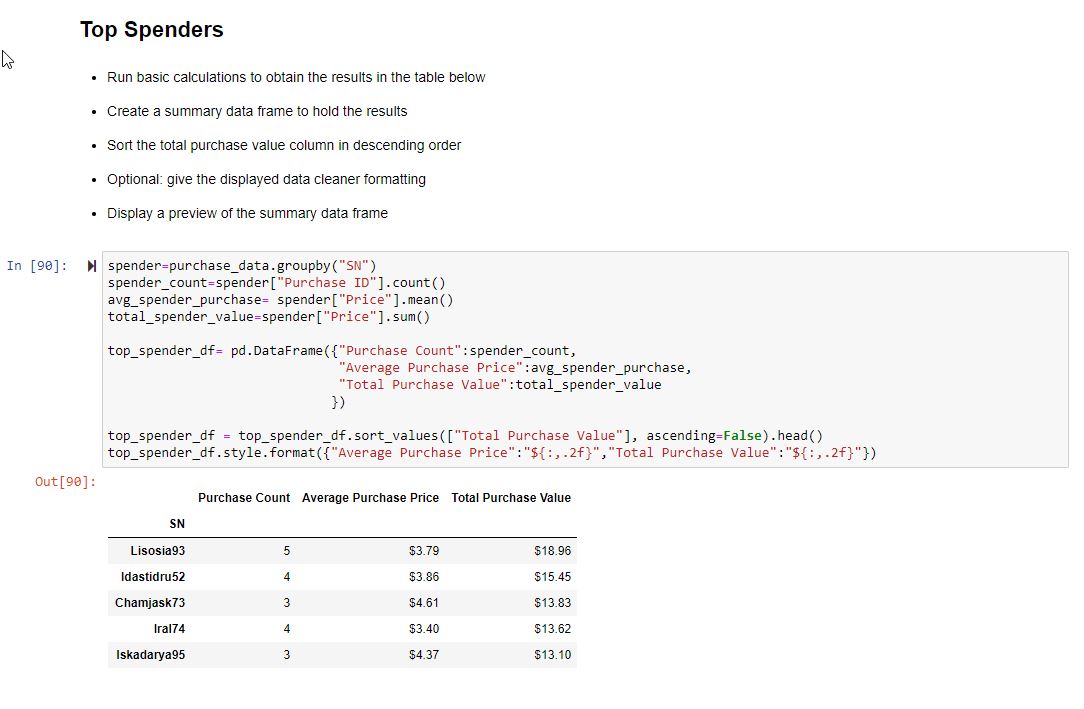 Top Spenders
• Run basic calculations to obtain the results in the table below
• Create a summary data frame to hold the results
• Sort the total purchase value column in descending order
• Optional: give the displayed data cleaner formatting
• Display a preview of the summary data frame
In [90]:
spender=purchase_data.groupby("SN")
spender_count=spender["Purchase ID"].count()
avg_spender_purchase= spender["Price"].mean()
total_spender_value=spender["Price"].sum()
top_spender_df= pd.DataFrame({"Purchase Count":spender_count,
"Average Purchase Price":avg_spender_purchase,
"Total Purchase Value":total_spender_value
})
top_spender_df = top_spender_df.sort_values(["Total Purchase Value"], ascending=False).head()
top_spender_df.style.format({"Average Purchase Price":"${:,.2f}","Total Purchase Value":"${:,.2f}"})
Out[90]:
Purchase Count Average Purchase Price Total Purchase Value
SN
Lisosia93 5 $3.79 $18.96
Idastidru52 4 $3.86 $15.45
Chamjask73 3 $4.61 $13.83
Iral74 4 $3.40 $13.62
Iskadarya95 3 $4.37 $13.10